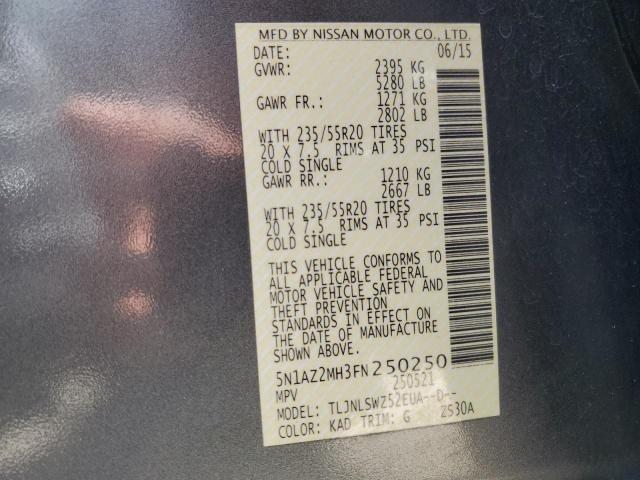 MFD BY NISSAN MOTOR CO., LTD.
DATE: 06/15
GVWR: 2395 KG
5280 LB
GAWR FR.: 1271 KG
2802 LB
WITH 235/55R20 TIRES
20 X 7.5 RIMS AT 35 PSI
COLD SINGLE
GAWR RR.: 1210 KG
2667 LB
WITH 235/55R20 TIRES
20 X 7.5 RIMS AT 35 PSI
COLD SINGLE
THIS VEHICLE CONFORMS TO
ALL APPLICABLE FEDERAL
MOTOR VEHICLE SAFETY AND
THEFT PREVENTION
STANDARDS IN EFFECT ON
THE DATE OF MANUFACTURE
SHOWN ABOVE.
5N1AZ2MH3FN250250
250521
MPV
MODEL: TLJNLSWZ52EUA--D--
COLOR: KAD TRIM: G ZS30A